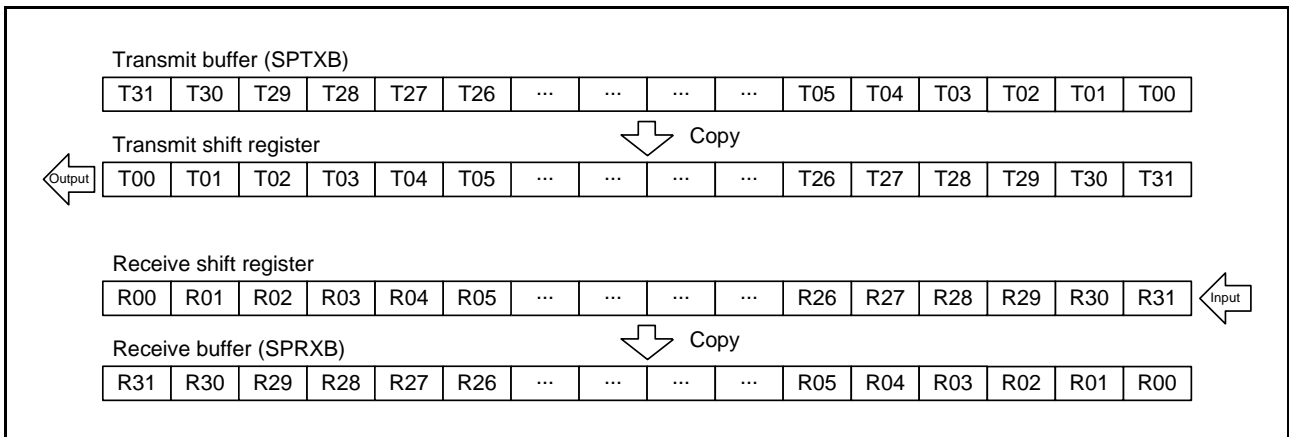 Transmit buffer (SPTXB)
T31 T30 T29 T28 T27 T26 ... ... ... ... T05 T04 T03 T02 T01 T00
Copy
Transmit shift register
Output T00 T01 T02 T03 T04 T05 ... ... ... ... T26 T27 T28 T29 T30 T31
Receive shift register
R00 R01 R02 R03 R04 R05 ... ... ... ... R26 R27 R28 R29 R30 R31 Input
Copy
Receive buffer (SPRXB)
R31 R30 R29 R28 R27 R26 ... ... ... ... R05 R04 R03 R02 R01 R00